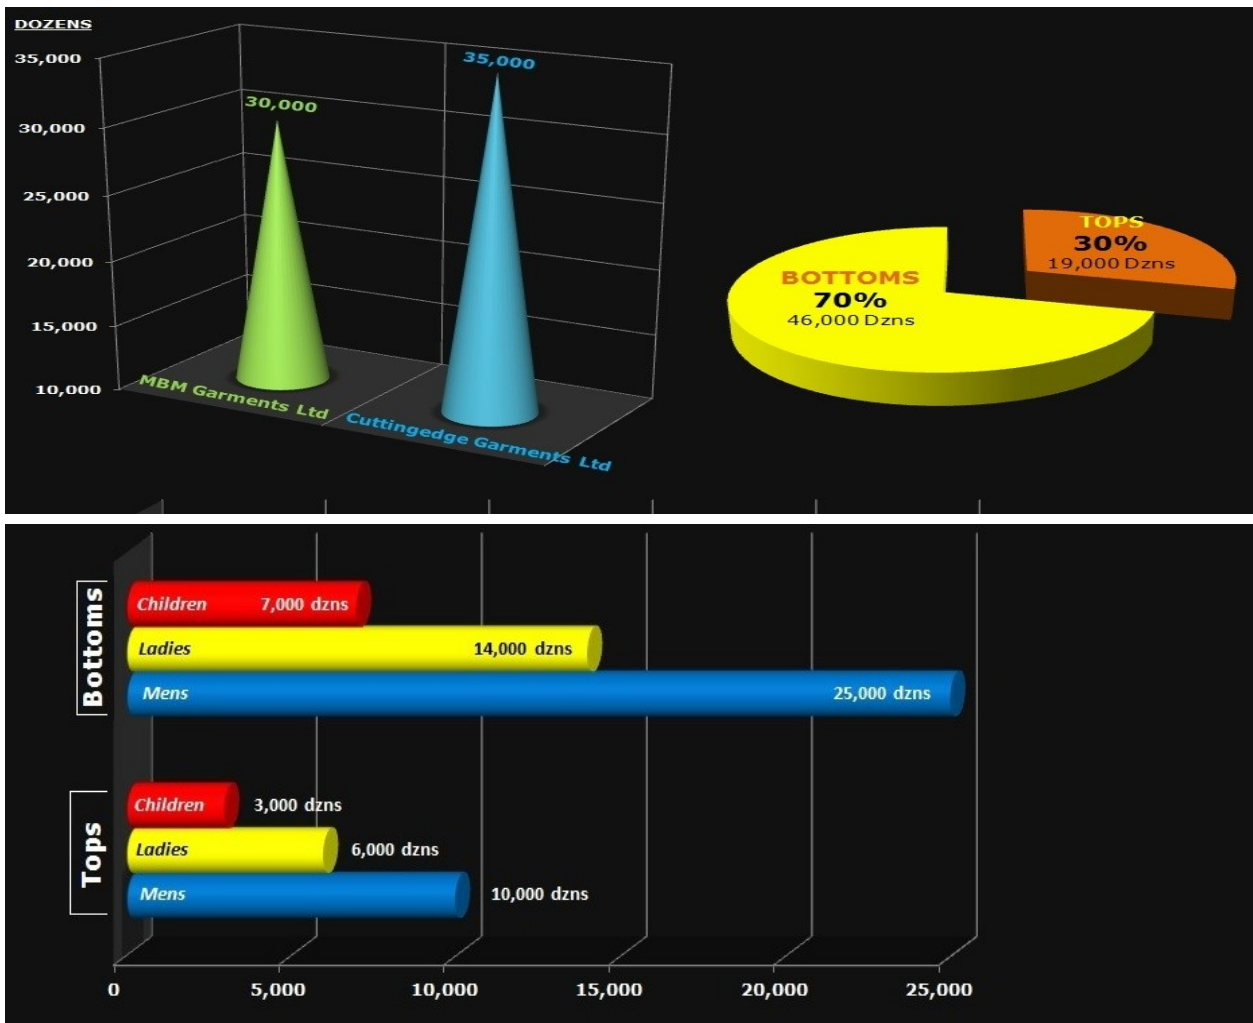 DOZENS
35,000
30,000
25,000
20,000
15,000
10,000
30,000
35,000
MBM Garments Ltd
Cuttingedge Garments Ltd
TOPS
30%
19,000 Dzns
BOTTOMS
70%
46,000 Dzns
Bottoms
Children 7,000 dzns
Ladies 14,000 dzns
Mens 25,000 dzns
Tops
Children 3,000 dzns
Ladies 6,000 dzns
Mens 10,000 dzns
0 5,000 10,000 15,000 20,000 25,000